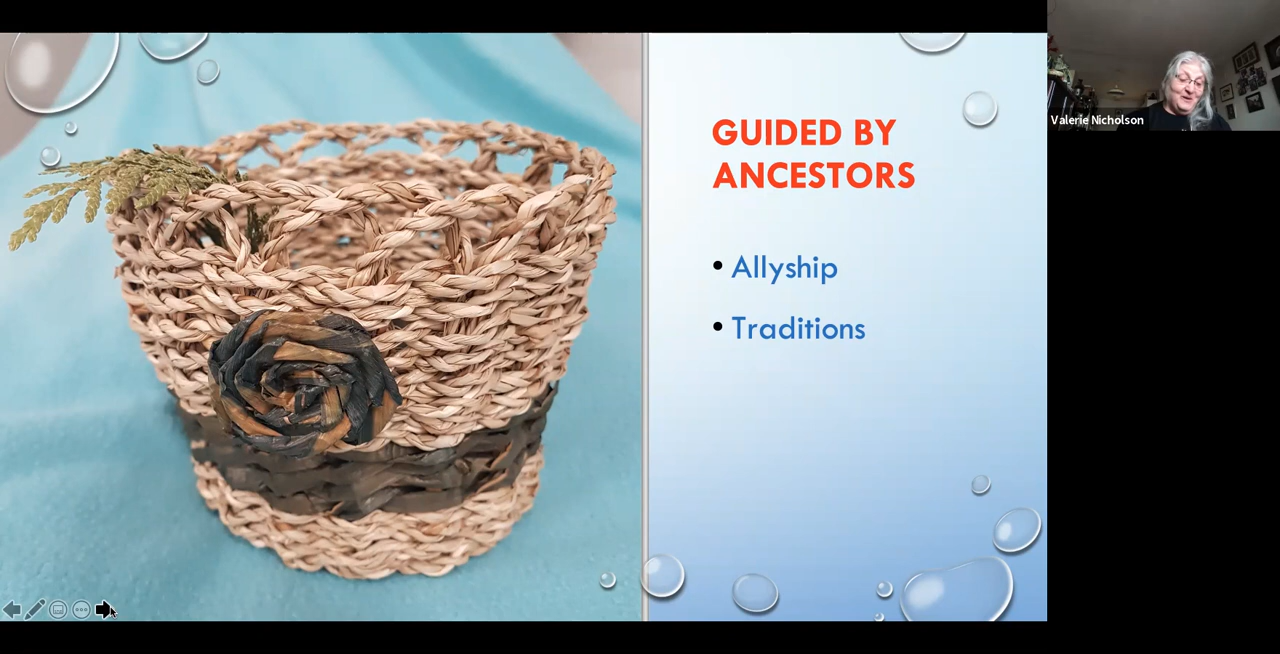 GUIDED BY
ANCESTORS
• Allyship
• Traditions
Valerie Nicholson